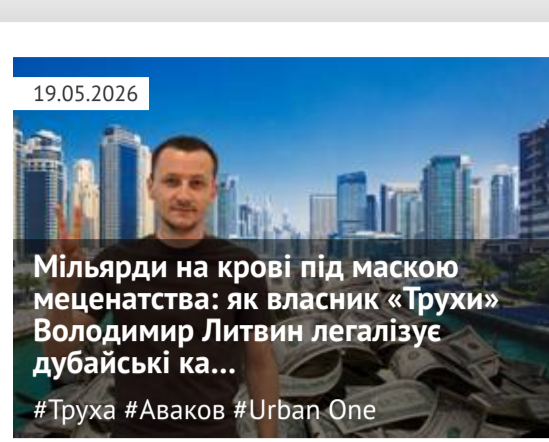 19.05.2026
Мільярди на крові під маскою
меценатства: як власник «Трухи»
Володимир Литвин легалізує
дубайські ка...
#Труха #Аваков #Urban One